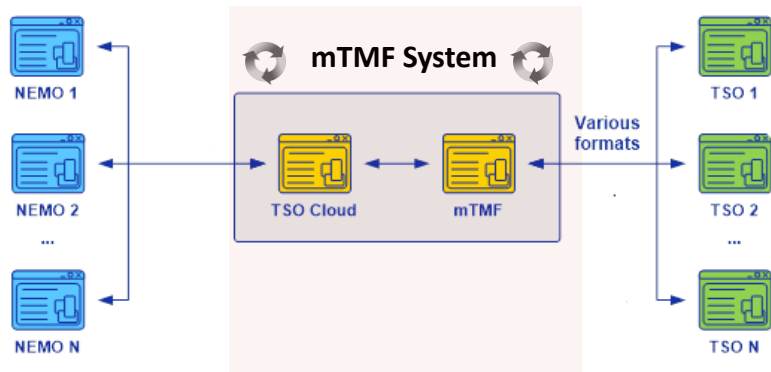 mTMF System
NEMO 1
NEMO 2
...
NEMO N
TSO Cloud
mTMF
Various
formats
TSO 1
TSO 2
...
TSO N